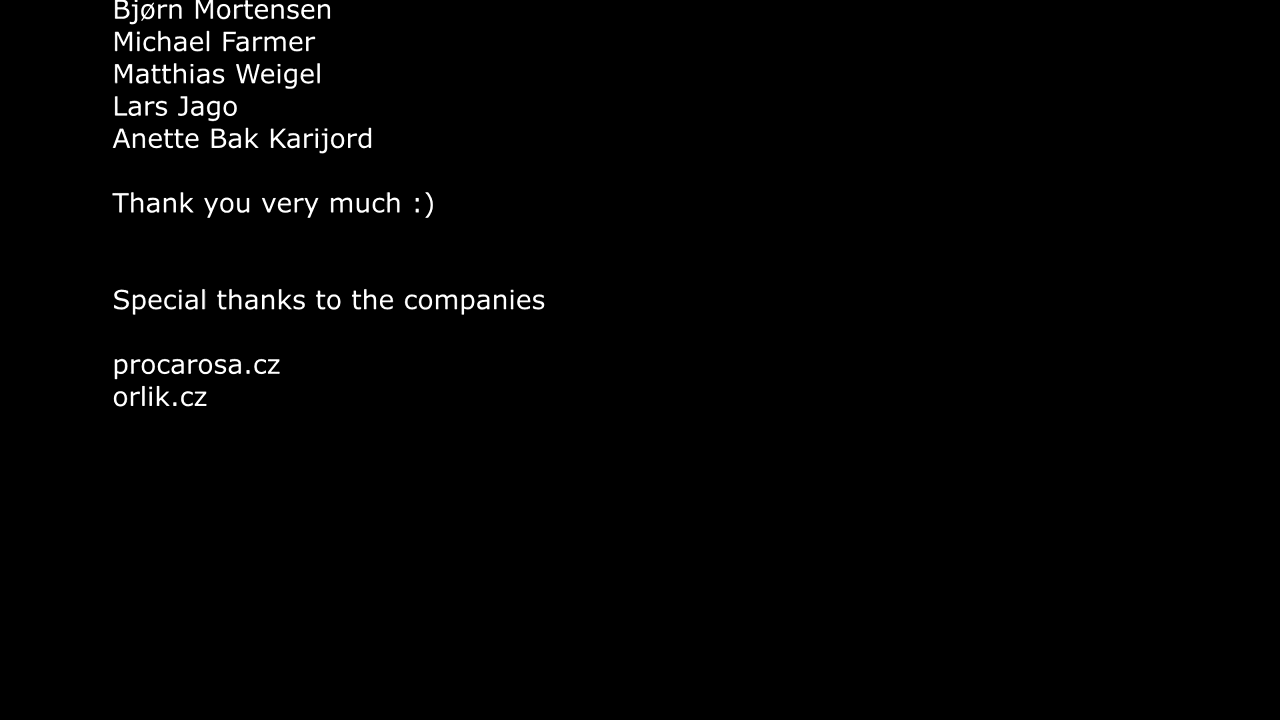 Bjørn Mortensen
Michael Farmer
Matthias Weigel
Lars Jago
Anette Bak Karijord
Thank you very much :)
Special thanks to the companies
procarosa.cz
orlik.cz